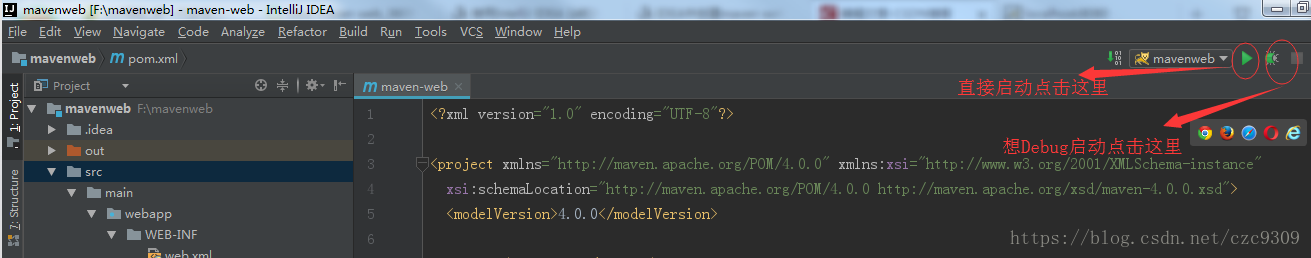 mavenweb [F:\mavenweb] - maven-web - IntelliJ IDEA
File Edit View Navigate Code Analyze Refactor Build Run Tools VCS Window Help
mavenweb pom.xml
mavenweb
1: Project
Project
maven-web
直接启动点击这里
想Debug启动点击这里
mavenweb F:\mavenweb
.idea
out
src
main
webapp
WEB-INF
web.xml
7: Structure
1 <?xml version="1.0" encoding="UTF-8"?>
2
3 <project xmlns="http://maven.apache.org/POM/4.0.0" xmlns:xsi="http://www.w3.org/2001/XMLSchema-instance"
4 xsi:schemaLocation="http://maven.apache.org/POM/4.0.0 http://maven.apache.org/xsd/maven-4.0.0.xsd">
5 <modelVersion>4.0.0</modelVersion>
6
https://blog.csdn.net/czc9309